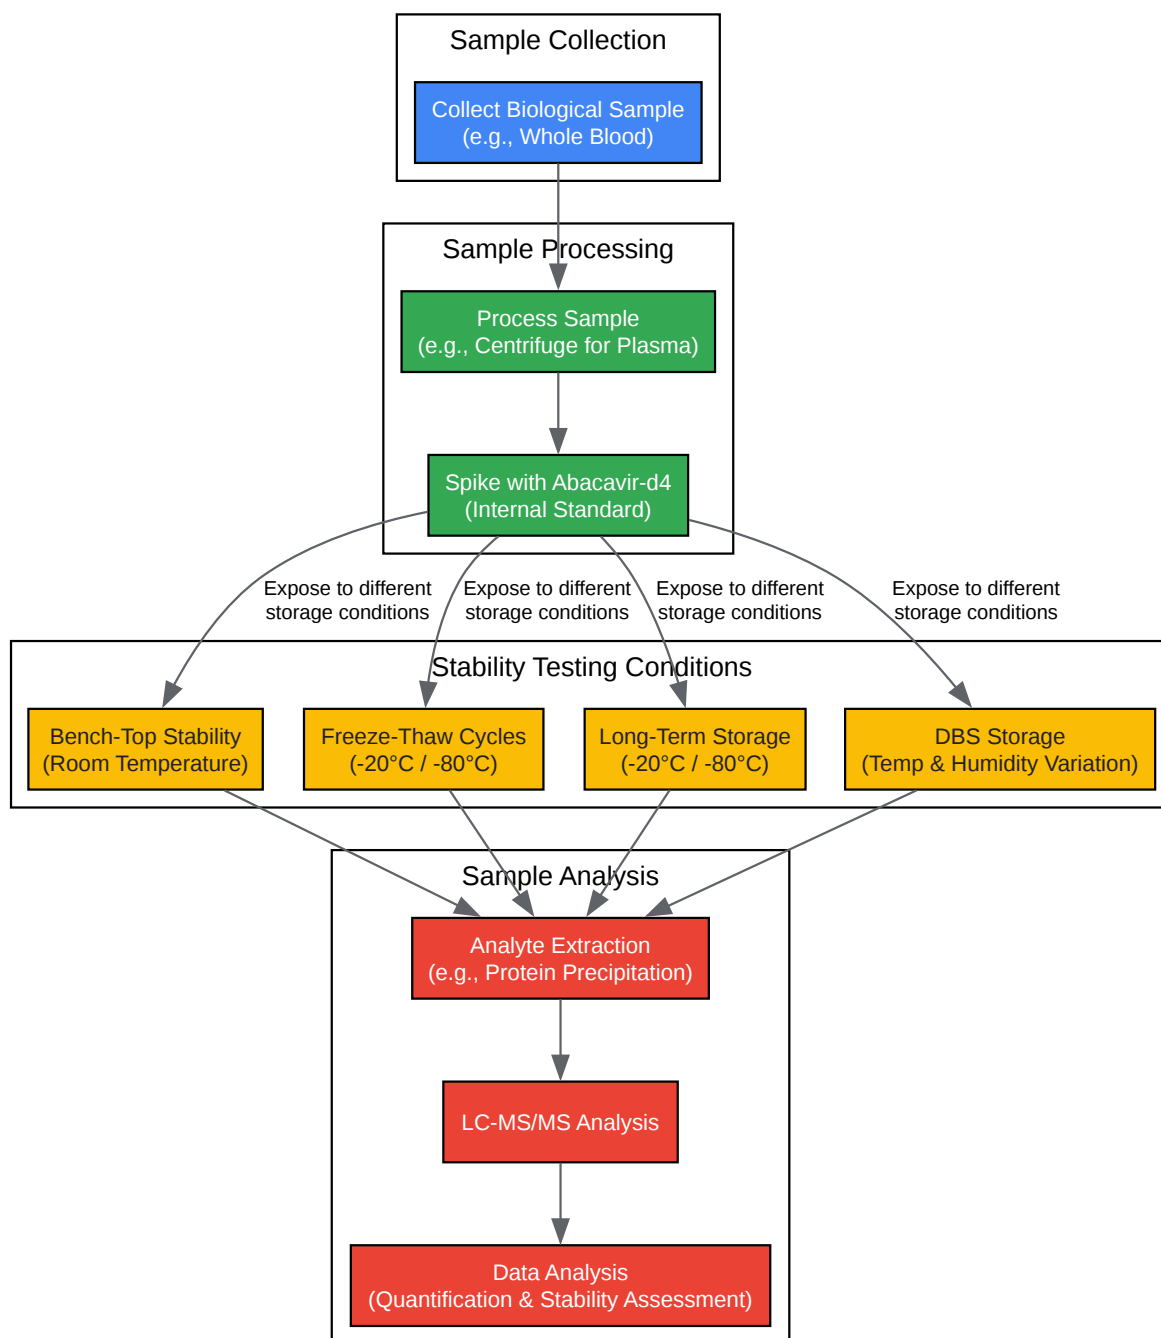 Sample Collection
Collect Biological Sample
(e.g., Whole Blood)
Sample Processing
Process Sample
(e.g., Centrifuge for Plasma)
Spike with Abacavir-d4
(Internal Standard)
Expose to different
storage conditions
Expose to different
storage conditions
Expose to different
storage conditions
Expose to different
storage conditions
Stability Testing Conditions
Bench-Top Stability
(Room Temperature)
Freeze-Thaw Cycles
(-20°C / -80°C)
Long-Term Storage
(-20°C / -80°C)
DBS Storage
(Temp & Humidity Variation)
Sample Analysis
Analyte Extraction
(e.g., Protein Precipitation)
LC-MS/MS Analysis
Data Analysis
(Quantification & Stability Assessment)